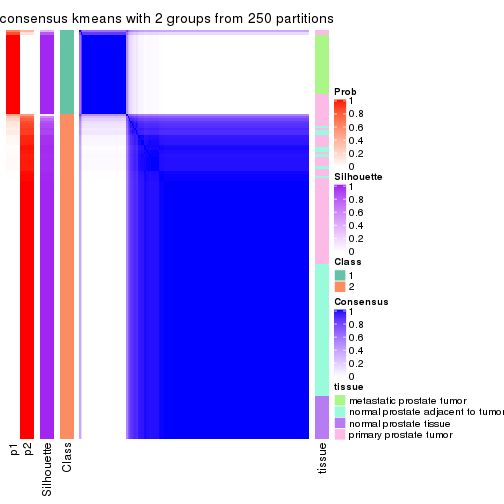 consensus kmeans with 2 groups from 250 partitions
Prob
1
0.8
0.6
0.4
0.2
0
Silhouette
1
0.8
0.6
0.4
0.2
0
Class
1
2
Consensus
1
0.8
0.6
0.4
0.2
0
tissue
metastatic prostate tumor
normal prostate adjacent to tumor
normal prostate tissue
primary prostate tumor
p1
p2
Silhouette
Class
tissue